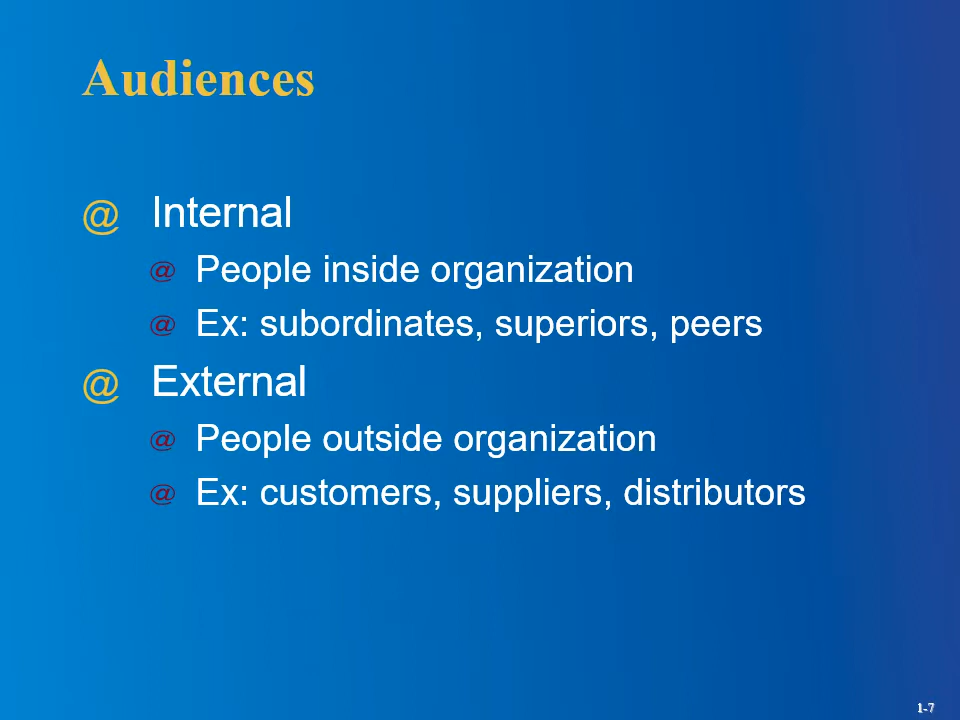 Audiences
@ Internal
@ People inside organization
@ Ex: subordinates, superiors, peers
@ External
@ People outside organization
@ Ex: customers, suppliers, distributors
1-7